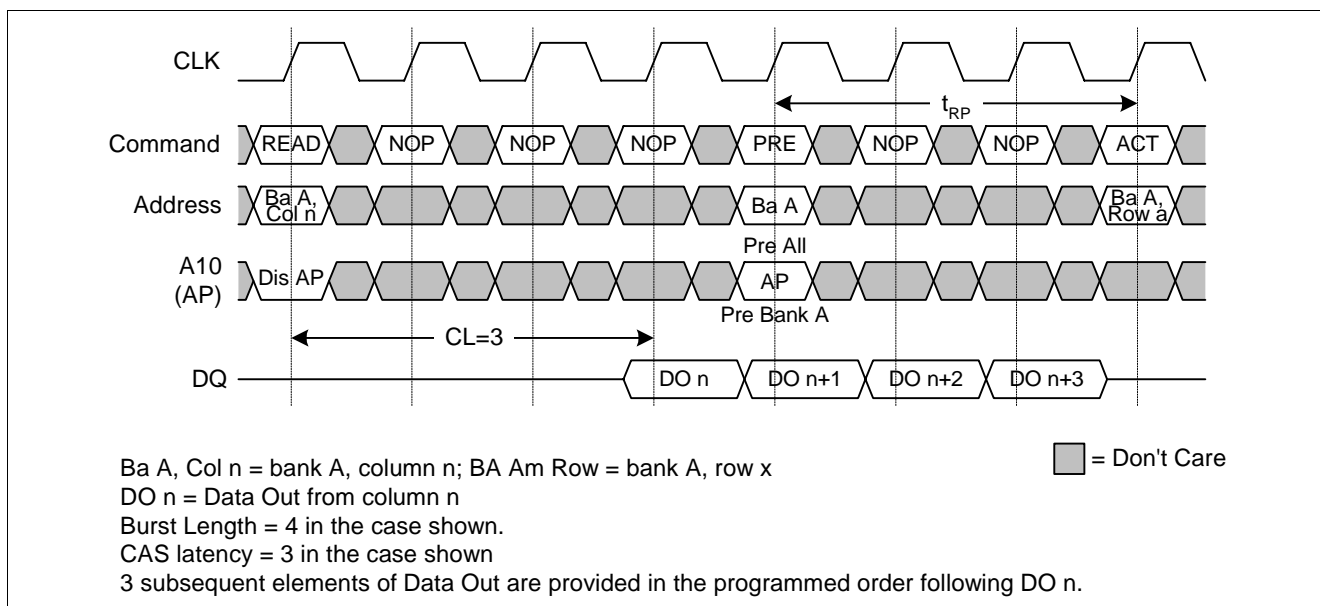 CLK
t RP
Command READ NOP NOP NOP PRE NOP NOP ACT
Address Ba A, Col n Ba A Ba A, Row a
Pre All
A10 (AP) Dis AP AP
Pre Bank A
CL=3
DQ DO n DO n+1 DO n+2 DO n+3
Ba A, Col n = bank A, column n; BA Am Row = bank A, row x
= Don't Care
DO n = Data Out from column n
Burst Length = 4 in the case shown.
CAS latency = 3 in the case shown
3 subsequent elements of Data Out are provided in the programmed order following DO n.